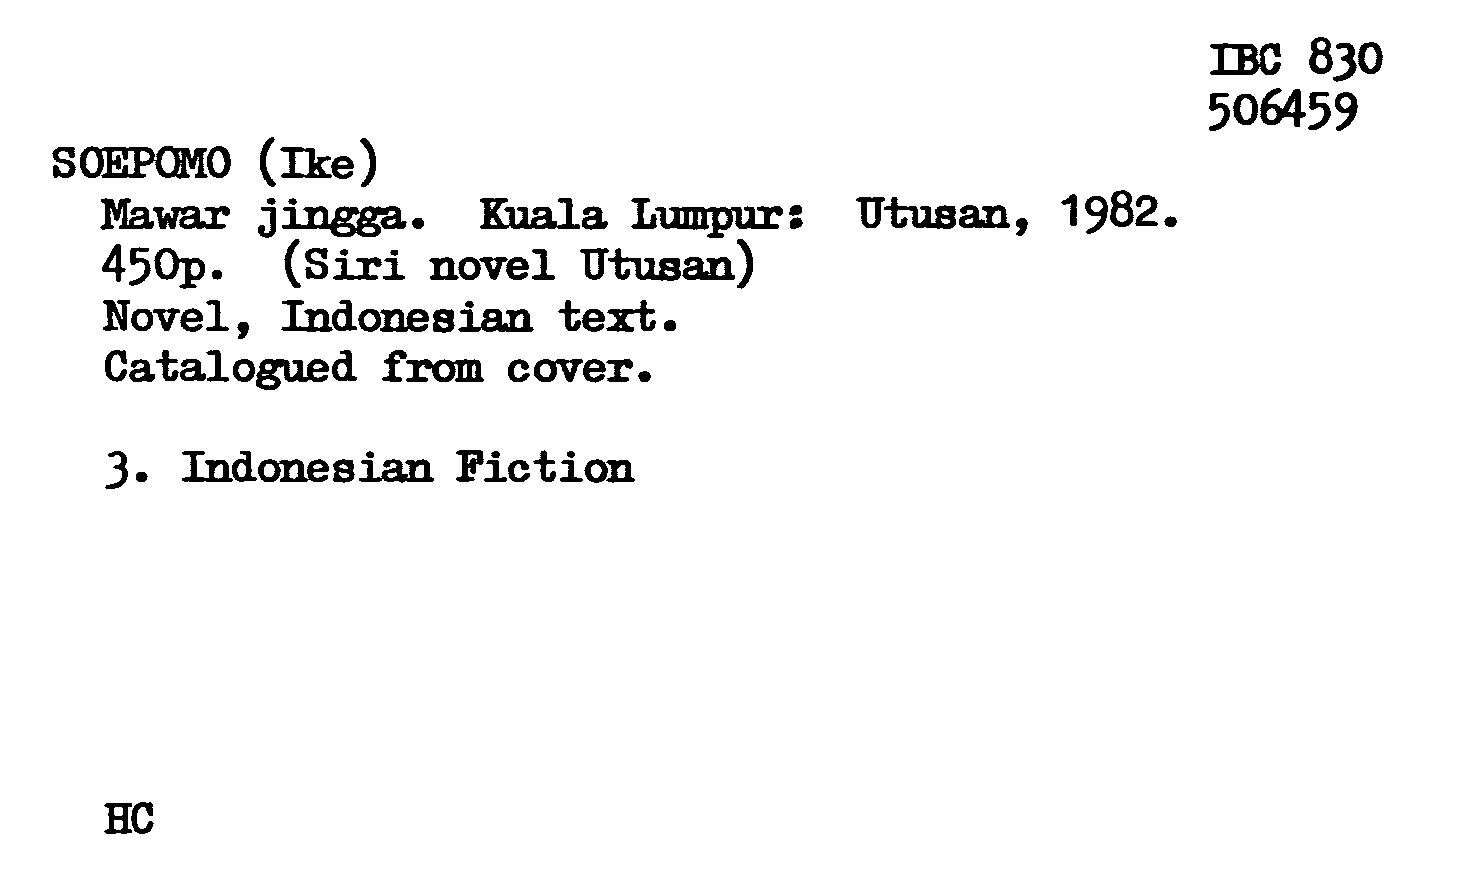 IBC 830
506459
SOEPOMO (Ike)
Mawar jingga. Kuala Lumpur: Utusan, 1982.
450p. (Siri novel Utusan)
Novel, Indonesian text.
Catalogued from cover.
3. Indonesian Fiction
HC